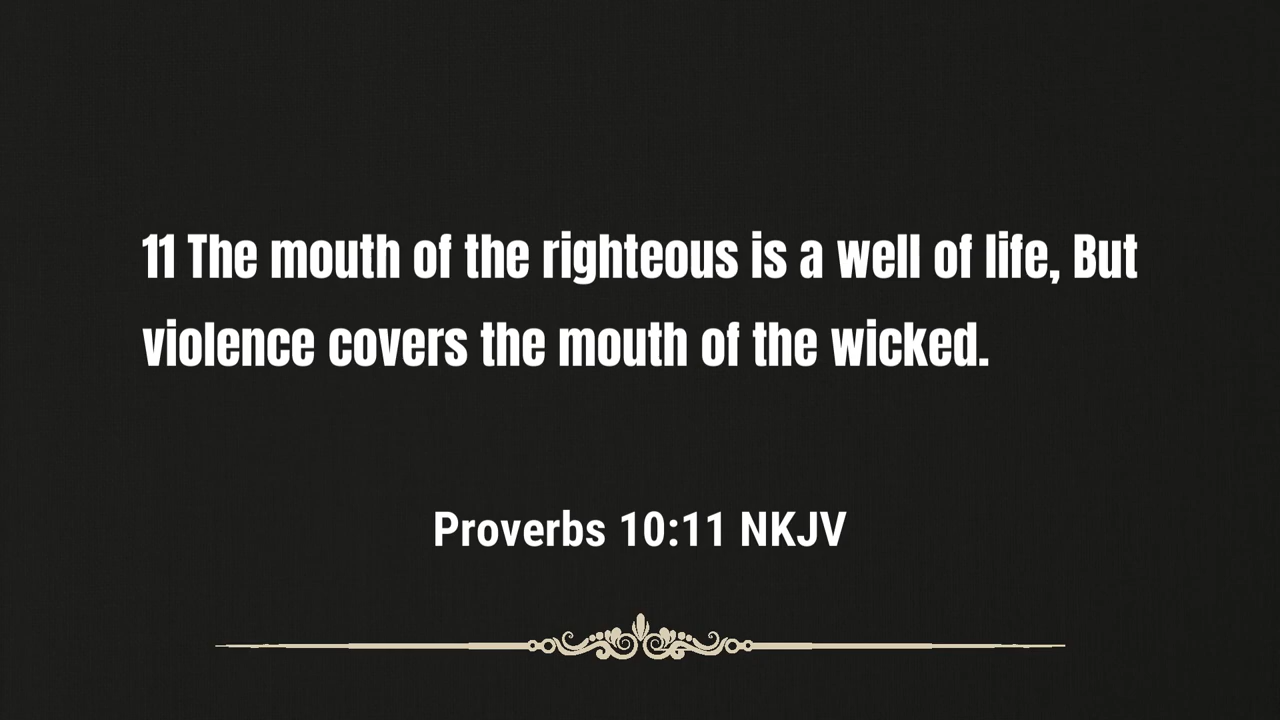 11 The mouth of the righteous is a well of life, But
violence covers the mouth of the wicked.
Proverbs 10:11 NKJV